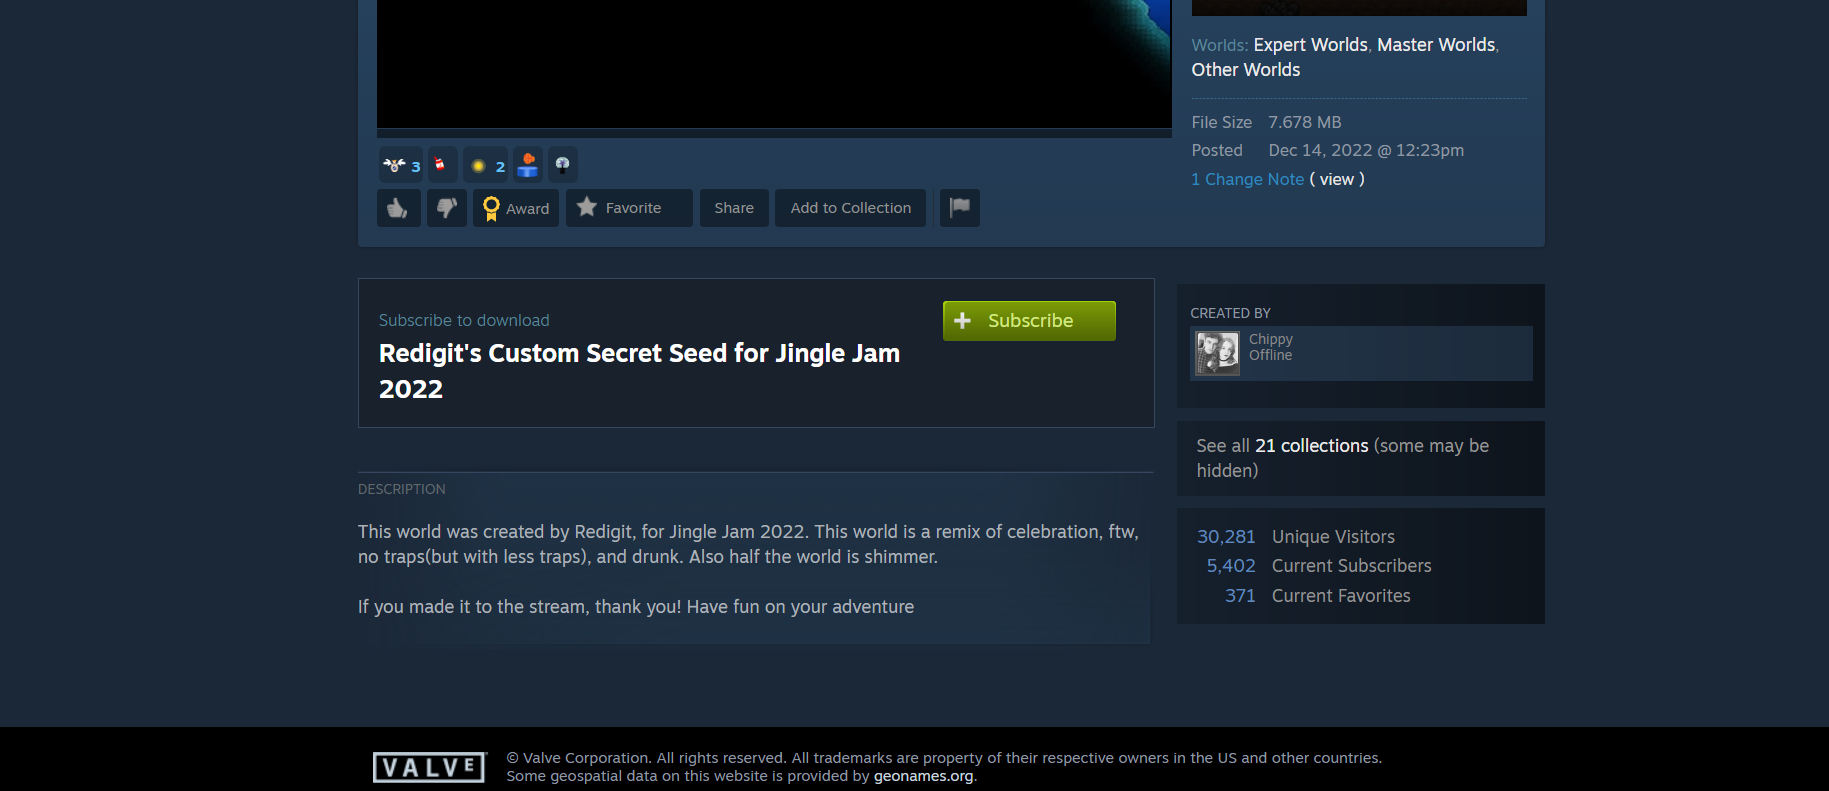 Worlds: Expert Worlds, Master Worlds,
Other Worlds
File Size 7.678 MB
Posted Dec 14, 2022 @ 12:23pm
1 Change Note ( view )
3 2
Award Favorite Share Add to Collection
Subscribe to download
Redigit's Custom Secret Seed for Jingle Jam
2022
Subscribe
DESCRIPTION
This world was created by Redigit, for Jingle Jam 2022. This world is a remix of celebration, ftw,
no traps(but with less traps), and drunk. Also half the world is shimmer.
If you made it to the stream, thank you! Have fun on your adventure
CREATED BY
Chippy
Offline
See all 21 collections (some may be
hidden)
30,281 Unique Visitors
5,402 Current Subscribers
371 Current Favorites
VALVE
© Valve Corporation. All rights reserved. All trademarks are property of their respective owners in the US and other countries.
Some geospatial data on this website is provided by geonames.org.